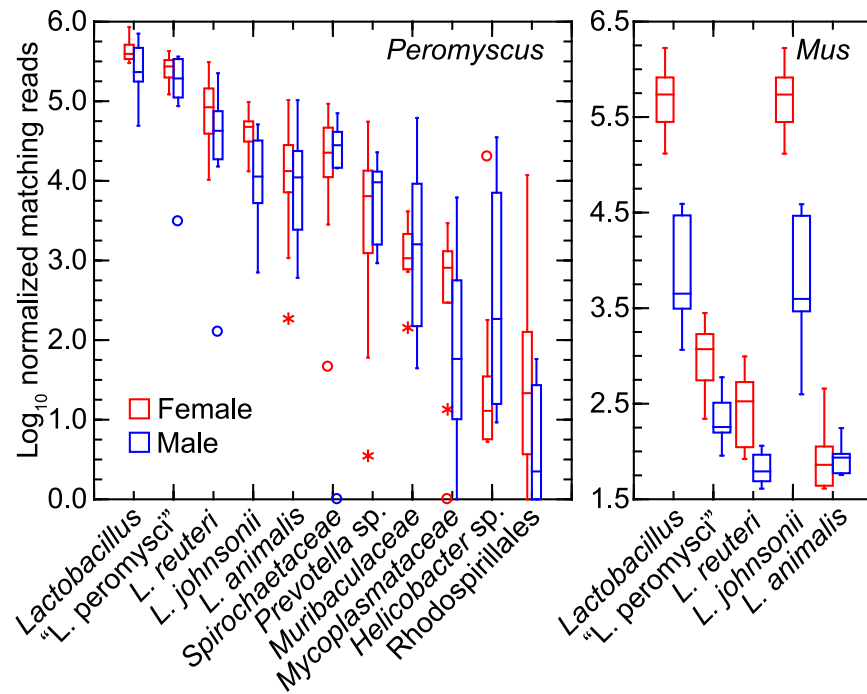 Log10 normalized matching reads
6.0
5.0
4.0
3.0
2.0
1.0
0.0
Peromyscus
Female
Male
Lactobacillus
“L. peromysci”
L. reuteri
L. johnsonii
L. animalis
Spirochaetaceae
Prevotella sp.
Muribaculaceae
Mycoplasmataceae
Helicobacter sp.
Rhodospirillales
6.5
5.5
4.5
3.5
2.5
1.5
Mus
Lactobacillus
“L. peromysci”
L. reuteri
L. johnsonii
L. animalis